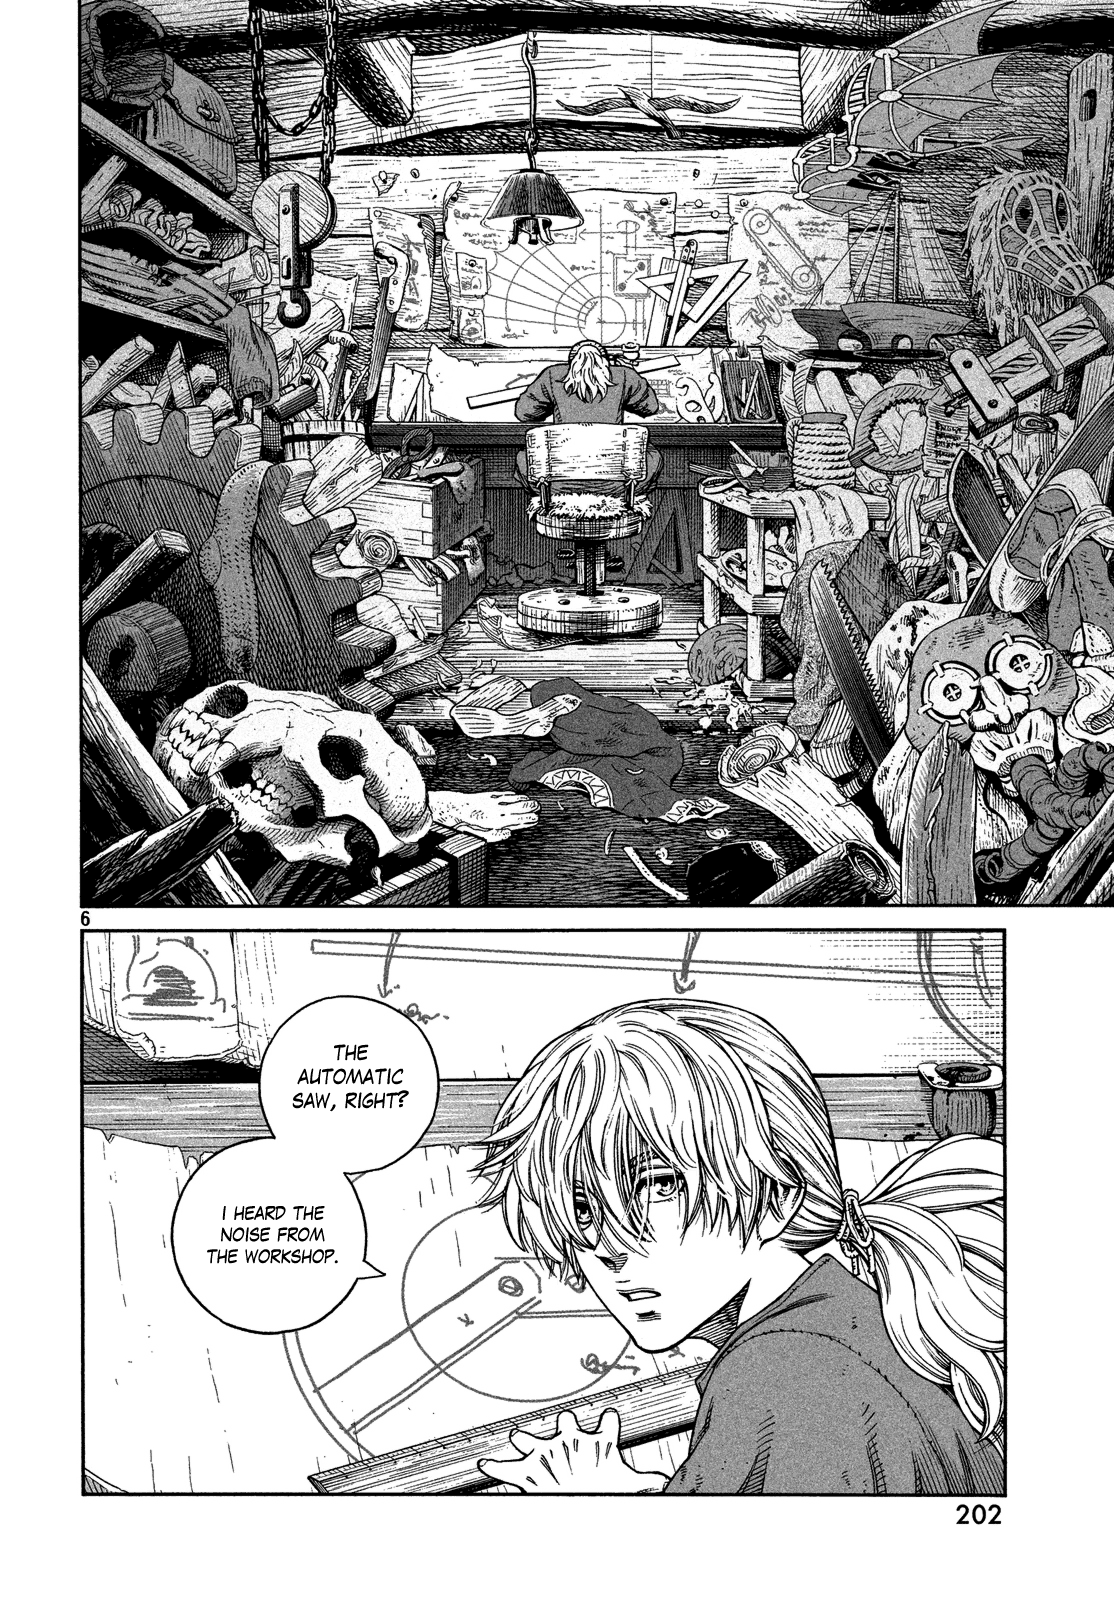 6
THE
AUTOMATIC
SAW, RIGHT?
I HEARD THE
NOISE FROM
THE WORKSHOP.
202